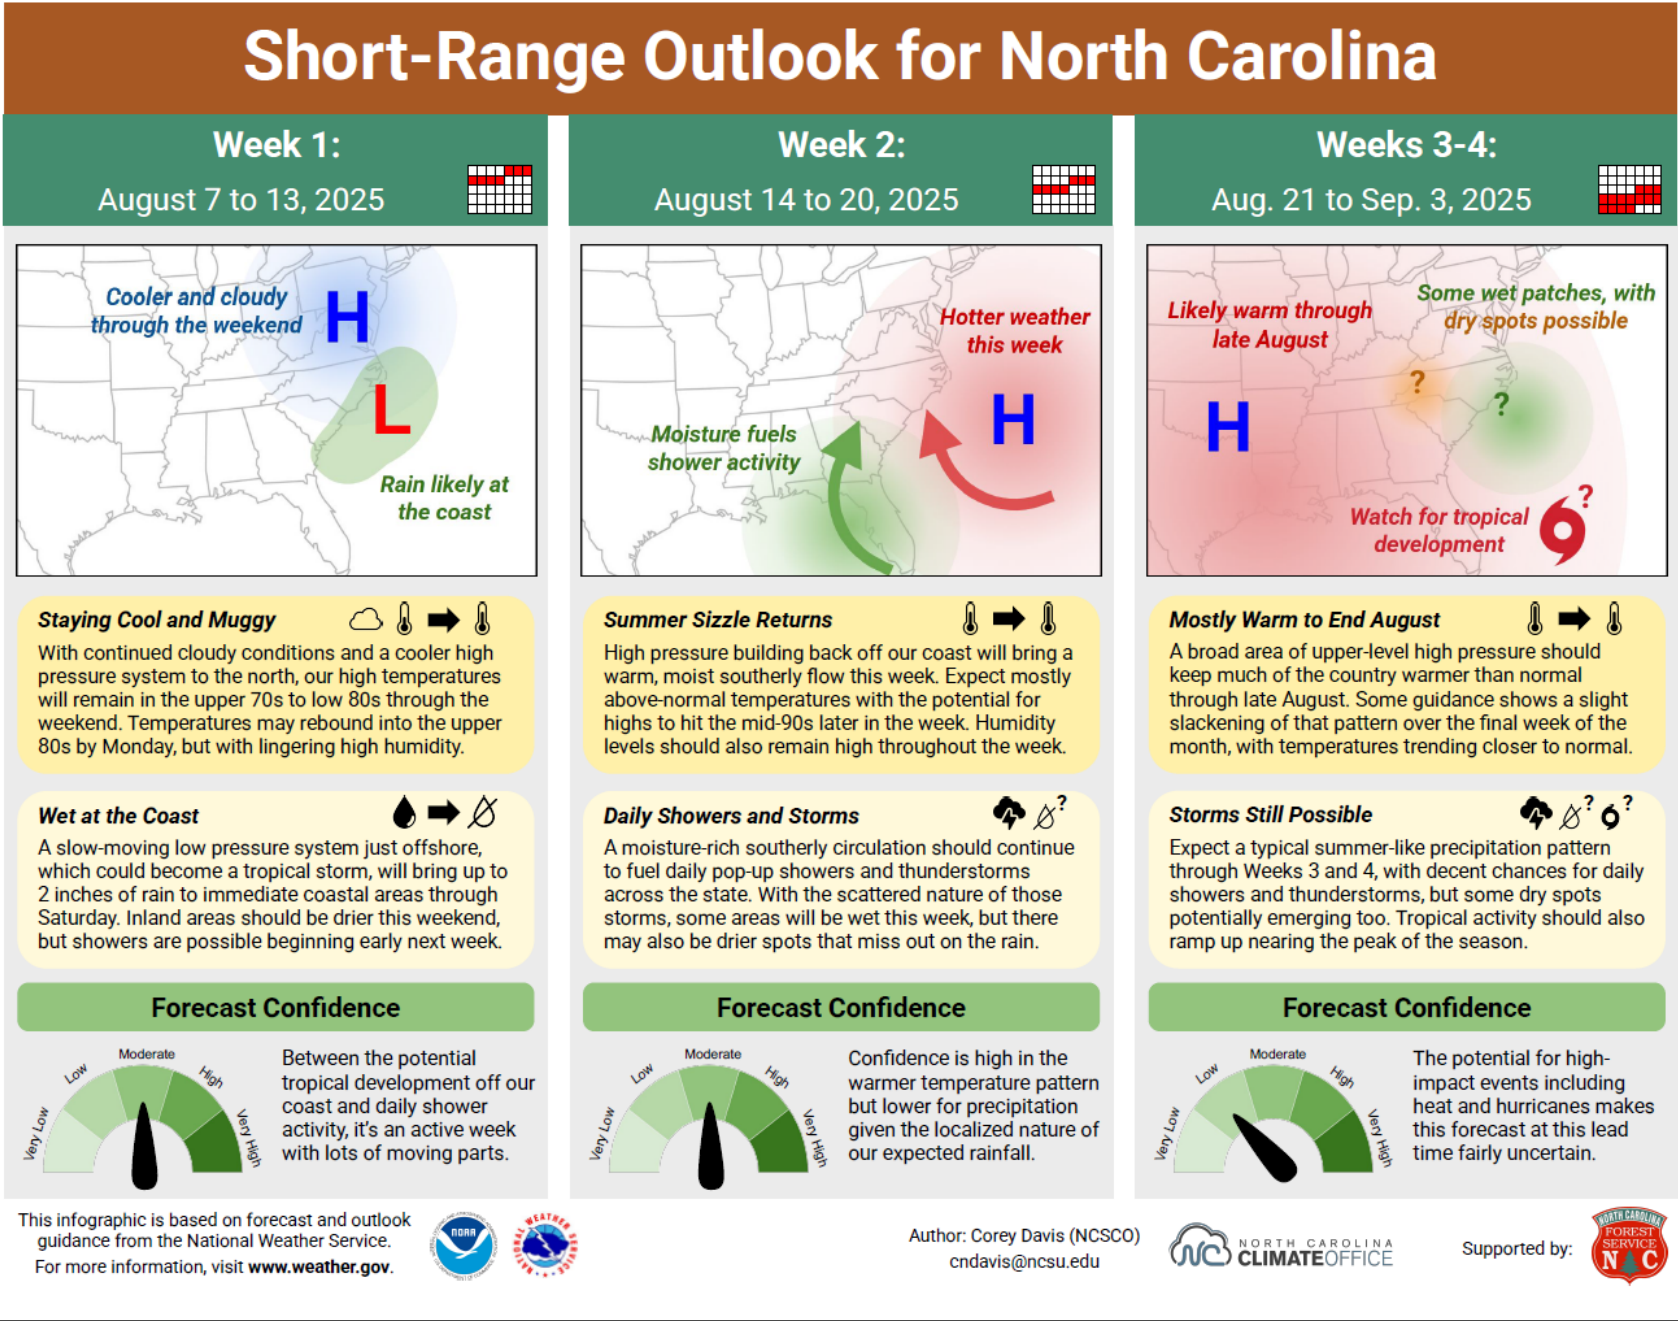 Short-Range Outlook for North Carolina
Week 1:
August 7 to 13, 2025
Cooler and cloudy
through the weekend
H
L
Rain likely at
the coast
Staying Cool and Muggy
With continued cloudy conditions and a cooler high
pressure system to the north, our high temperatures
will remain in the upper 70s to low 80s through the
weekend. Temperatures may rebound into the upper
80s by Monday, but with lingering high humidity.
Wet at the Coast
A slow-moving low pressure system just offshore,
which could become a tropical storm, will bring up to
2 inches of rain to immediate coastal areas through
Saturday. Inland areas should be drier this weekend,
but showers are possible beginning early next week.
Forecast Confidence
Very Low
Low
Moderate
High
Very High
Between the potential
tropical development off our
coast and daily shower
activity, it's an active week
with lots of moving parts.
Week 2:
August 14 to 20, 2025
Hotter weather
this week
H
Moisture fuels
shower activity
Summer Sizzle Returns
High pressure building back off our coast will bring a
warm, moist southerly flow this week. Expect mostly
above-normal temperatures with the potential for
highs to hit the mid-90s later in the week. Humidity
levels should also remain high throughout the week.
Daily Showers and Storms
?
A moisture-rich southerly circulation should continue
to fuel daily pop-up showers and thunderstorms
across the state. With the scattered nature of those
storms, some areas will be wet this week, but there
may also be drier spots that miss out on the rain.
Forecast Confidence
Very Low
Low
Moderate
High
Very High
Confidence is high in the
warmer temperature pattern
but lower for precipitation
given the localized nature of
our expected rainfall.
Weeks 3-4:
Aug. 21 to Sep. 3, 2025
Likely warm through
late August
Some wet patches, with
dry spots possible
?
?
H
Watch for tropical
development
?
Mostly Warm to End August
A broad area of upper-level high pressure should
keep much of the country warmer than normal
through late August. Some guidance shows a slight
slackening of that pattern over the final week of the
month, with temperatures trending closer to normal.
Storms Still Possible
? ?
Expect a typical summer-like precipitation pattern
through Weeks 3 and 4, with decent chances for daily
showers and thunderstorms, but some dry spots
potentially emerging too. Tropical activity should also
ramp up nearing the peak of the season.
Forecast Confidence
Very Low
Low
Moderate
High
Very High
The potential for high-
impact events including
heat and hurricanes makes
this forecast at this lead
time fairly uncertain.
This infographic is based on forecast and outlook
guidance from the National Weather Service.
For more information, visit www.weather.gov.
NOAA
NATIONAL WEATHER SERVICE
Author: Corey Davis (NCSCO)
cndavis@ncsu.edu
NC
NORTH CAROLINA
CLIMATEOFFICE
Supported by:
NORTH CAROLINA
FOREST
SERVICE
N C